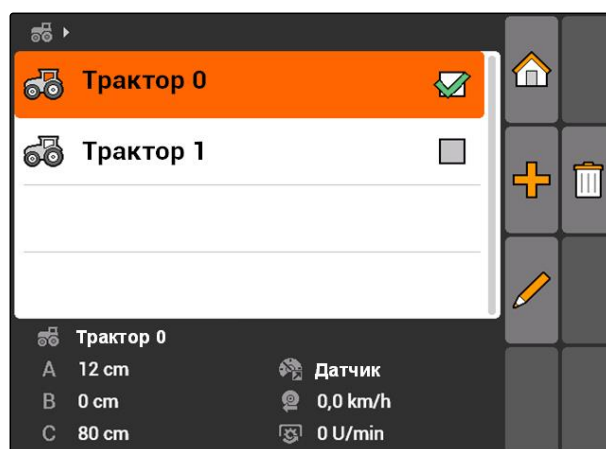 Трактор 0
Трактор 1
Трактор 0
A 12 cm Датчик
B 0 cm 0,0 km/h
C 80 cm 0 U/min